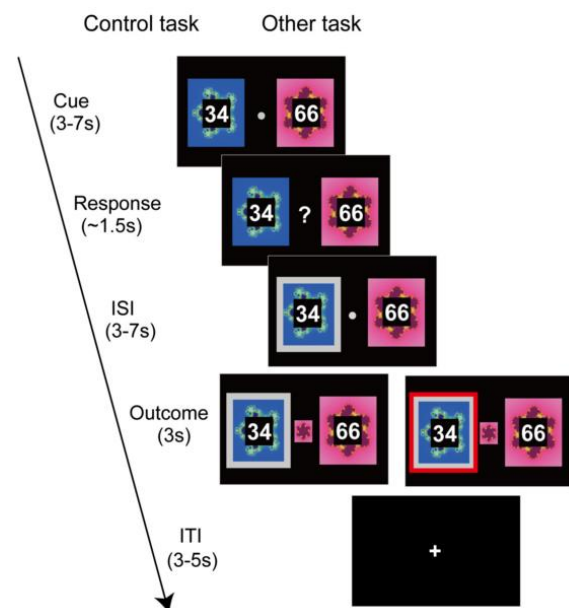 Control task Other task
Cue
(3-7s)
34 66
Response
(~1.5s)
34 ? 66
ISI
(3-7s)
34 66
Outcome
(3s)
34 66 34 66
ITI
(3-5s)
+